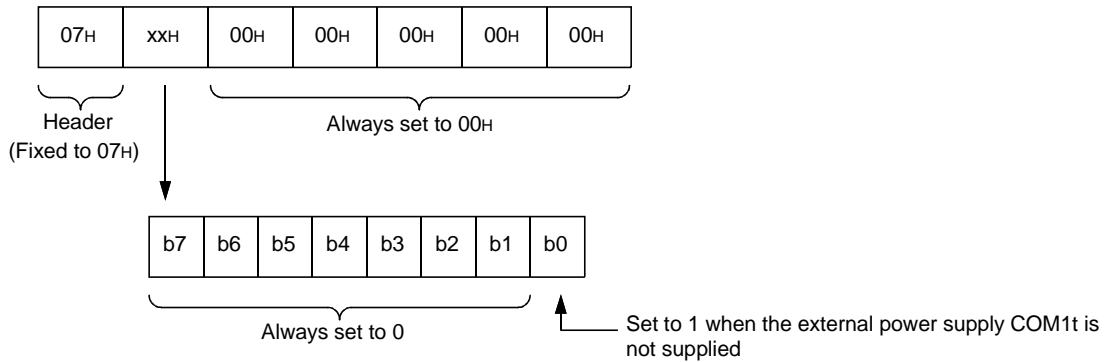 07H xxH 00H 00H 00H 00H 00H
Header
(Fixed to 07H)
Always set to 00H
b7 b6 b5 b4 b3 b2 b1 b0
Always set to 0
Set to 1 when the external power supply COM1t is
not supplied